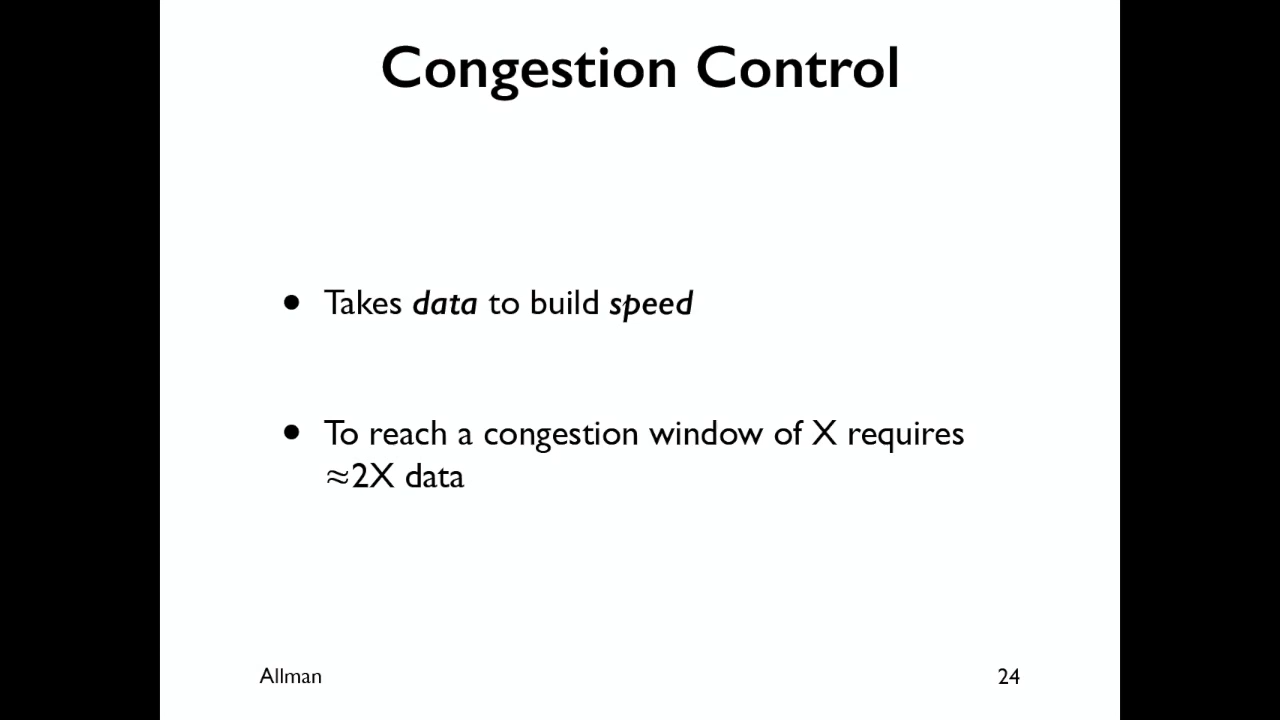 Congestion Control
• Takes data to build speed
• To reach a congestion window of X requires
≈2X data
Allman
24